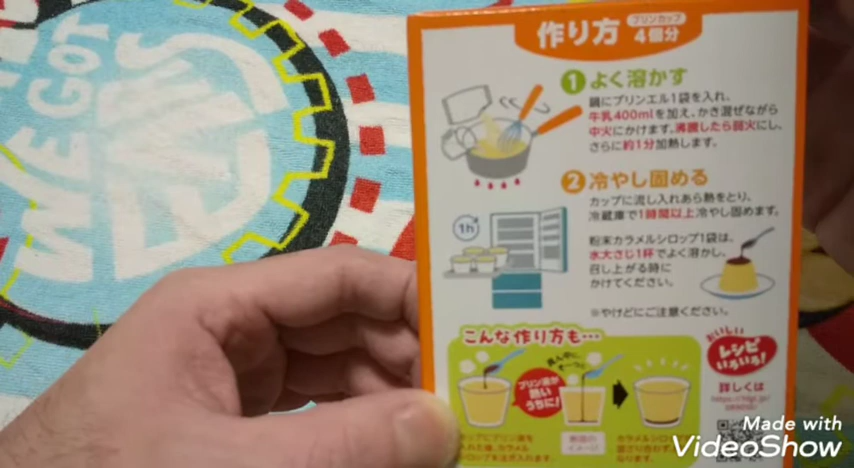 WE GOT
作り方
プリンカップ
4個分
1 よく溶かす
鍋にプリンエル1袋を入れ、
牛乳400mlを加え、かき混ぜながら
中火にかけます。沸騰したら弱火にし、
さらに約1分加熱します。
2 冷やし固める
カップに流し入れあら熱をとり、
冷蔵庫で1時間以上冷やし固めます。
1h
粉末カラメルシロップ1袋は、
水大さじ1杯でよく溶かし、
召し上がる時に
かけてください。
※やけどにご注意ください。
こんな作り方も…
プリン液が
熱い
うちに!
おいしい
レシピ
いろいろ!
詳しくは
Made with
VideoShow